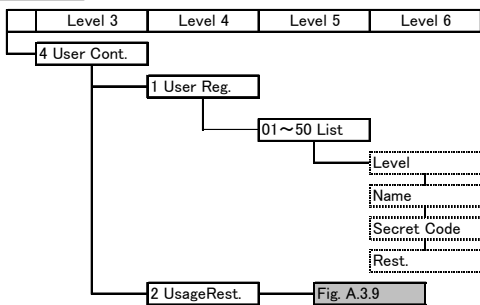 Level 3 Level 4 Level 5 Level 6
4 User Cont.
1 User Reg.
01～50 List
Level
Name
Secret Code
Rest.
2 UsageRest. Fig. A.3.9